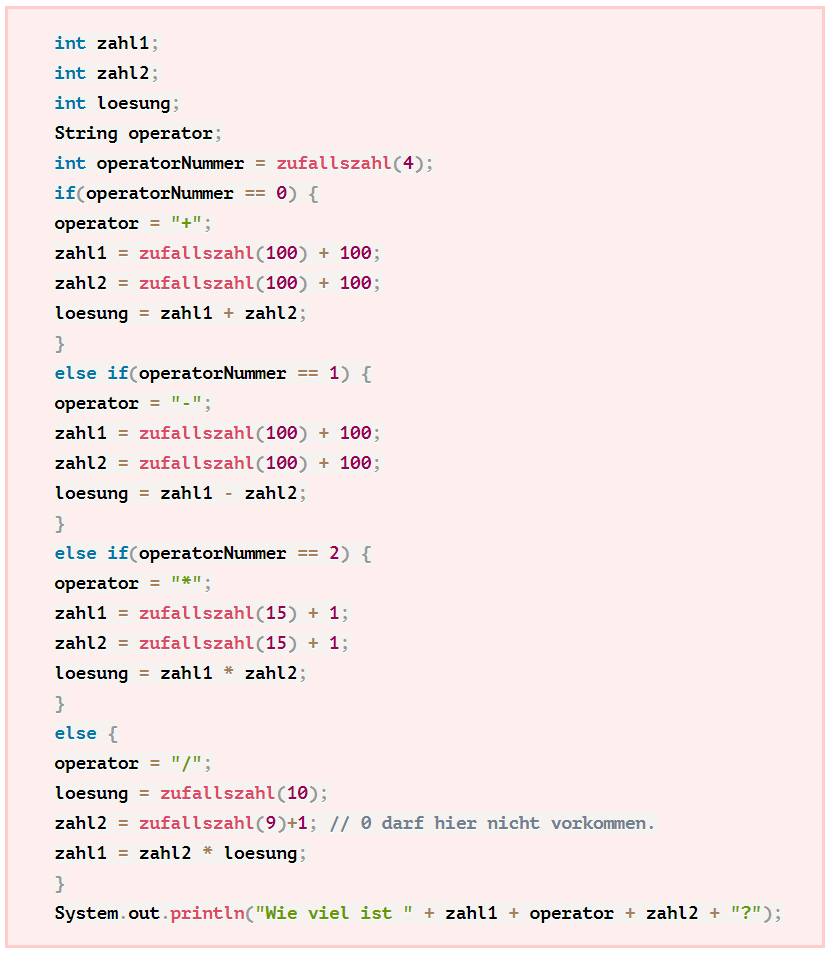 int zahl1;
int zahl2;
int loesung;
String operator;
int operatorNummer = zufallszahl(4);
if(operatorNummer == 0) {
operator = "+";
zahl1 = zufallszahl(100) + 100;
zahl2 = zufallszahl(100) + 100;
loesung = zahl1 + zahl2;
}
else if(operatorNummer == 1) {
operator = "-";
zahl1 = zufallszahl(100) + 100;
zahl2 = zufallszahl(100) + 100;
loesung = zahl1 - zahl2;
}
else if(operatorNummer == 2) {
operator = "*";
zahl1 = zufallszahl(15) + 1;
zahl2 = zufallszahl(15) + 1;
loesung = zahl1 * zahl2;
}
else {
operator = "/";
loesung = zufallszahl(10);
zahl2 = zufallszahl(9)+1; // 0 darf hier nicht vorkommen.
zahl1 = zahl2 * loesung;
}
System.out.println("Wie viel ist " + zahl1 + operator + zahl2 + "?");